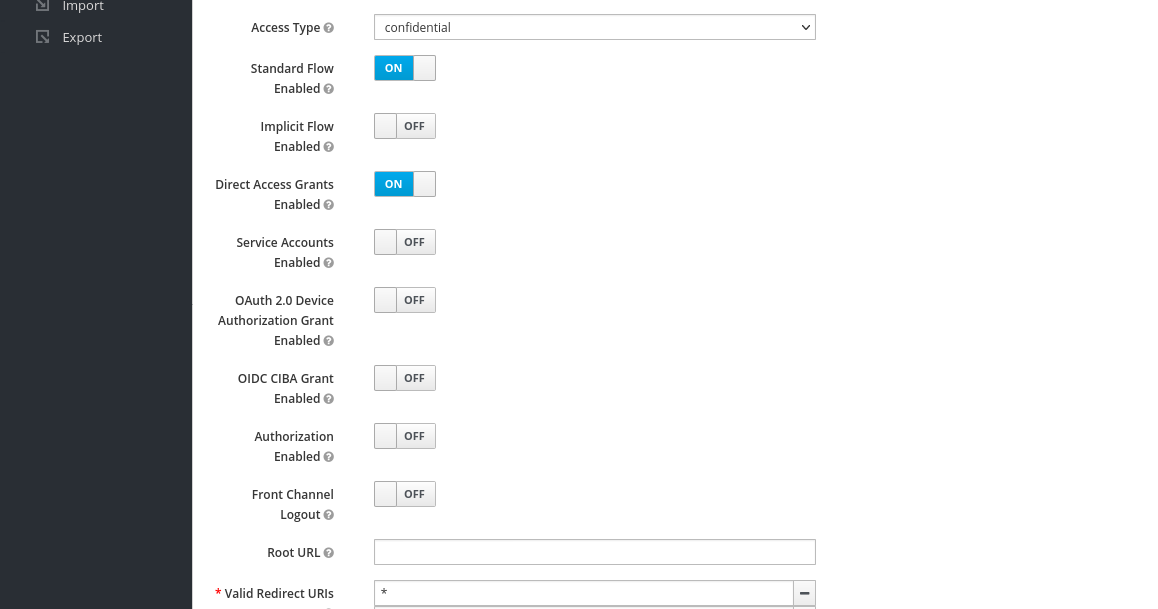 Import
Export
Access Type
confidential
Standard Flow
Enabled
ON
Implicit Flow
Enabled
OFF
Direct Access Grants
Enabled
ON
Service Accounts
Enabled
OFF
OAuth 2.0 Device
Authorization Grant
Enabled
OFF
OIDC CIBA Grant
Enabled
OFF
Authorization
Enabled
OFF
Front Channel
Logout
OFF
Root URL
* Valid Redirect URIs
*